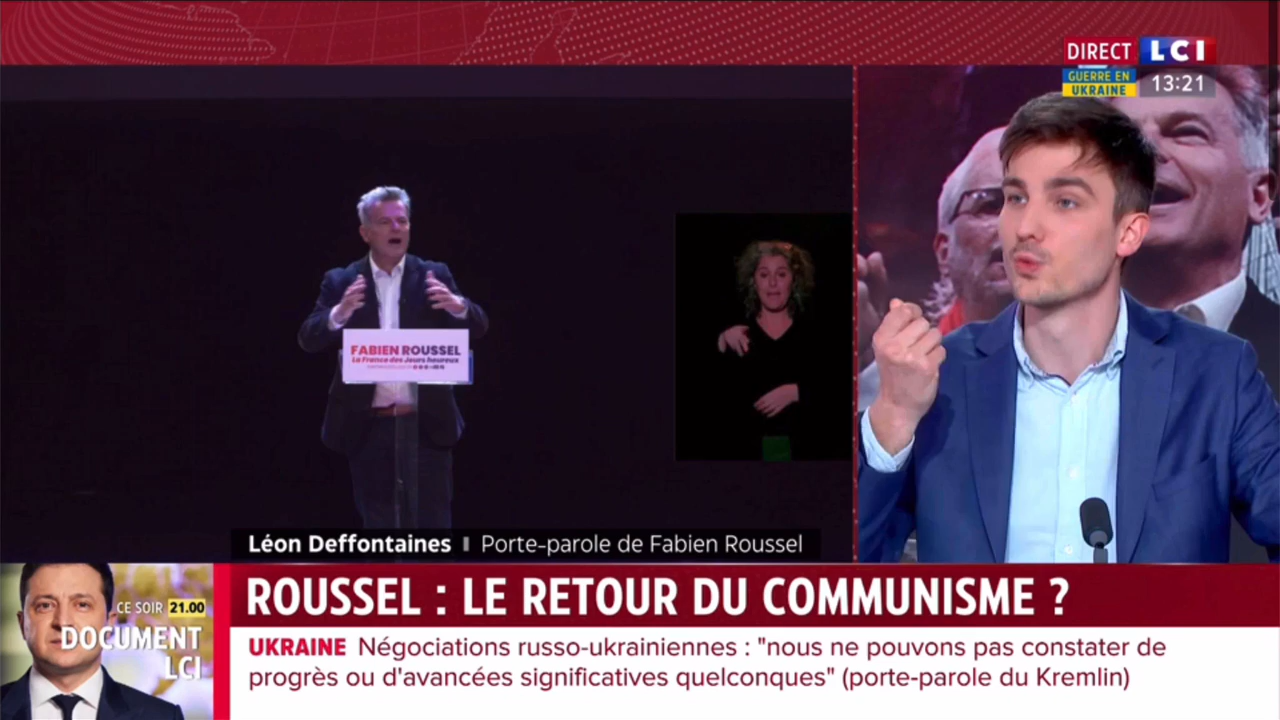 DIRECT LCI
GUERRE EN
UKRAINE
13:21
FABIEN ROUSSEL
La France des Jours heureux
Léon Deffontaines
Porte-parole de Fabien Roussel
CE SOIR 21.00
DOCUMENT
LCI
ROUSSEL : LE RETOUR DU COMMUNISME ?
UKRAINE Négociations russo-ukrainiennes : "nous ne pouvons pas constater de
progrès ou d'avancées significatives quelconques" (porte-parole du Kremlin)